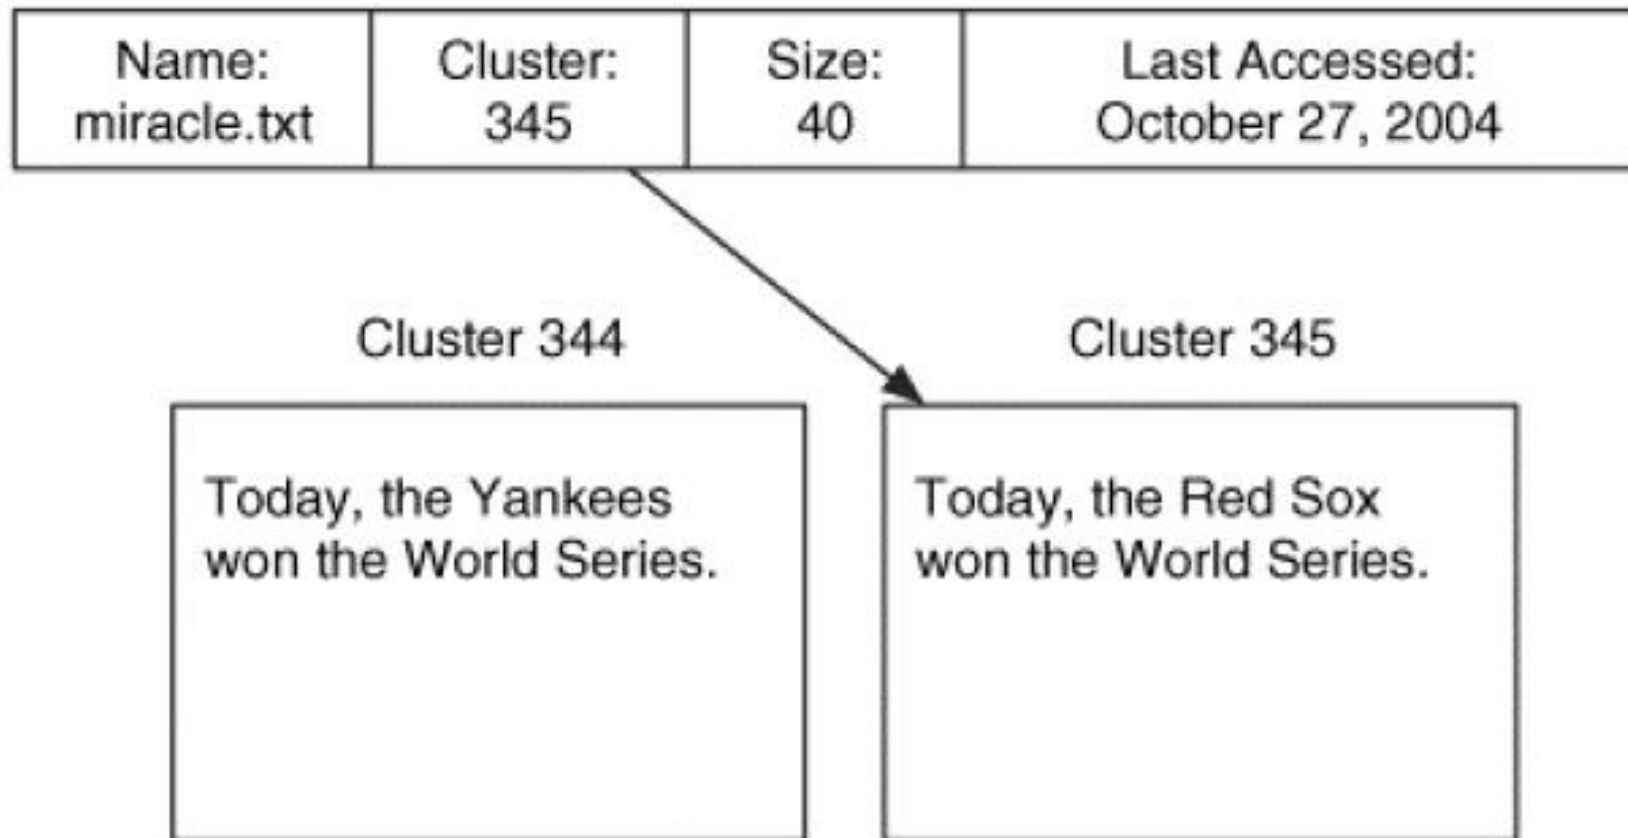 Name:
miracle.txt
Cluster:
345
Size:
40
Last Accessed:
October 27, 2004
Cluster 344
Cluster 345
Today, the Yankees
won the World Series.
Today, the Red Sox
won the World Series.